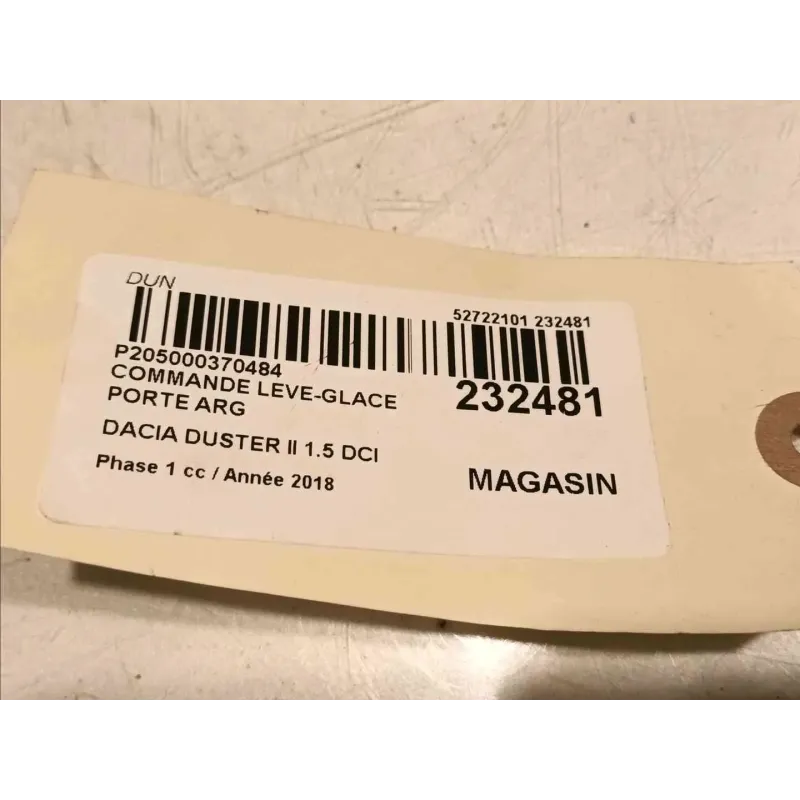 DUN
52722101 232481
P205000370484
COMMANDE LEVE-GLACE
PORTE ARG
232481
DACIA DUSTER II 1.5 DCI
Phase 1 cc / Année 2018
MAGASIN